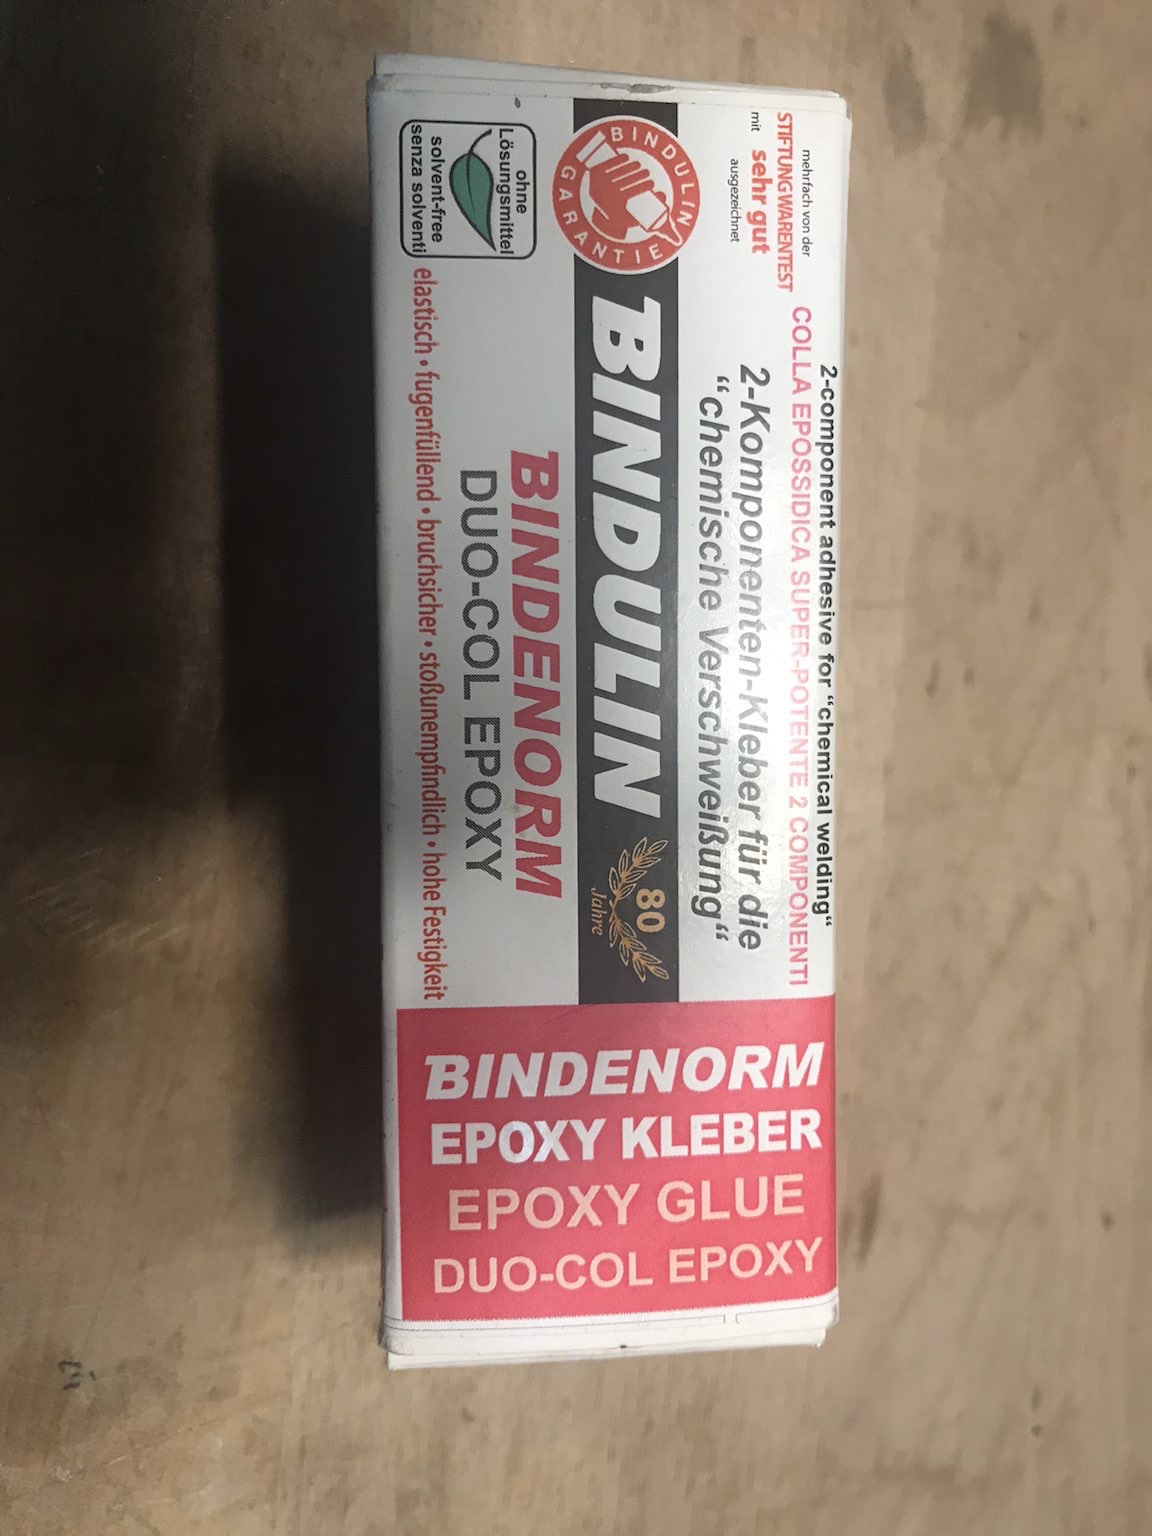 2-component adhesive for “chemical welding“
COLLA EPOSSIDICA SUPER-POTENTE 2 COMPONENTI
mehrfach von der
STIFTUNG WARENTEST
mit sehr gut
ausgezeichnet
2-Komponenten-Kleber für die
“chemische Verschweißung“
BINDULIN
GARANTIE
BINDULIN
80
Jahre
BINDENORM
DUO-COL EPOXY
ohne
Lösungsmittel
solvent-free
senza solventi
elastisch • fugenfüllend • bruchsicher • stoßunempfindlich • hohe Festigkeit
BINDENORM
EPOXY KLEBER
EPOXY GLUE
DUO-COL EPOXY